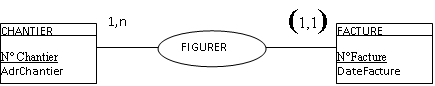 CHANTIER
N° Chantier
AdrChantier
1,n
FIGURER
(1,1)
FACTURE
N°Facture
DateFacture